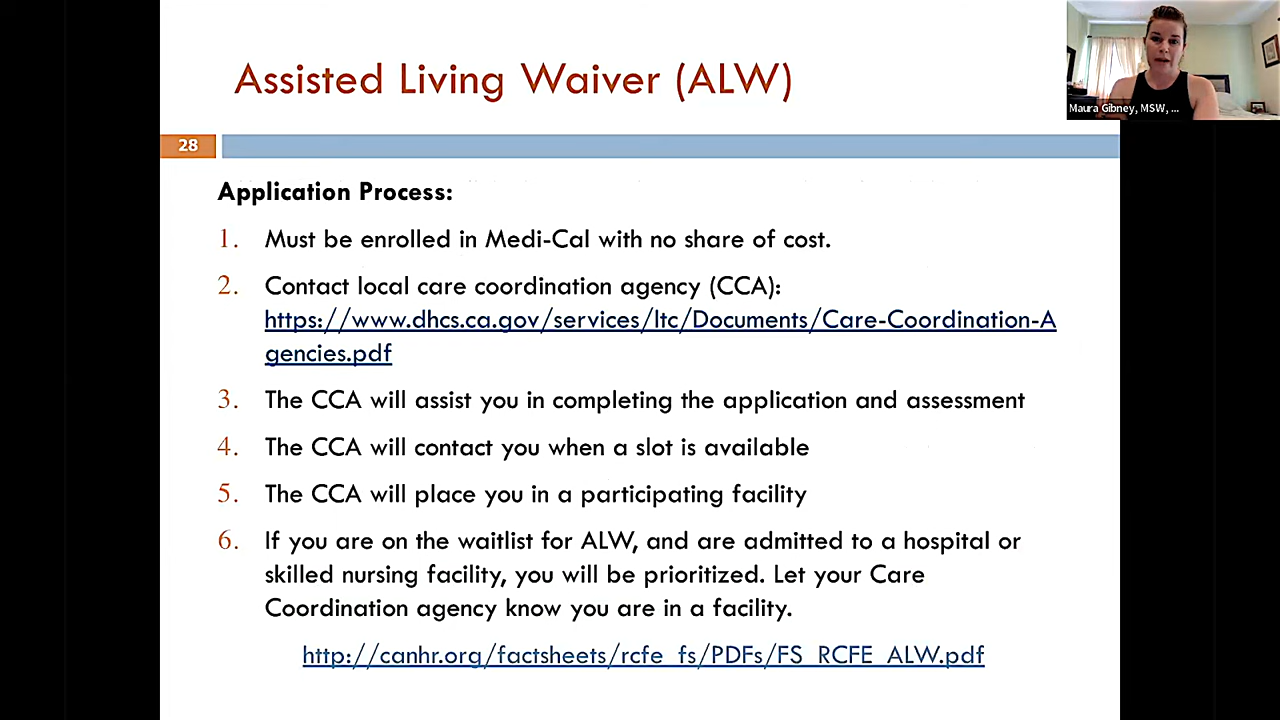 Assisted Living Waiver (ALW)
Maura Gibney, MSW, ...
28
Application Process:
1. Must be enrolled in Medi-Cal with no share of cost.
2. Contact local care coordination agency (CCA):
https://www.dhcs.ca.gov/services/ltc/Documents/Care-Coordination-A
gencies.pdf
3. The CCA will assist you in completing the application and assessment
4. The CCA will contact you when a slot is available
5. The CCA will place you in a participating facility
6. If you are on the waitlist for ALW, and are admitted to a hospital or
skilled nursing facility, you will be prioritized. Let your Care
Coordination agency know you are in a facility.
http://canhr.org/factsheets/rcfe_fs/PDFs/FS_RCFE_ALW.pdf